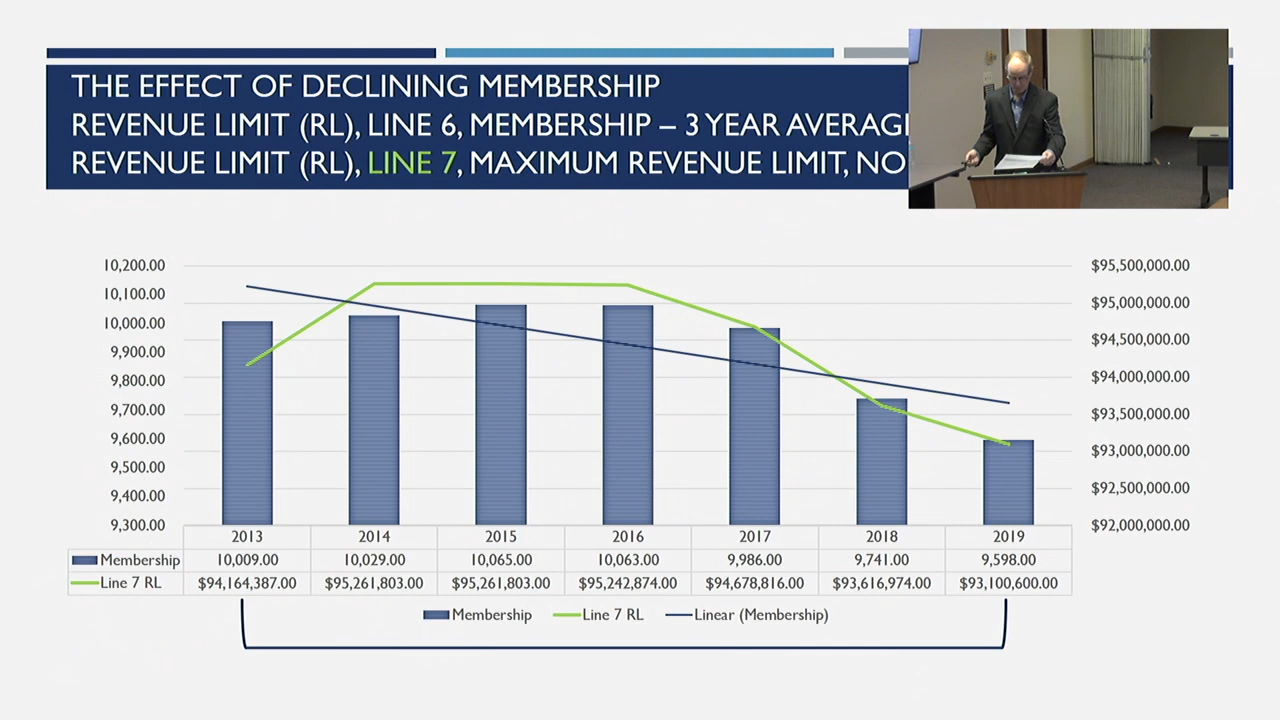 THE EFFECT OF DECLINING MEMBERSHIP
REVENUE LIMIT (RL), LINE 6, MEMBERSHIP – 3 YEAR
REVENUE LIMIT (RL), LINE 7, MAXIMUM REVENUE LIMIT,
10,200.00
10,100.00
10,000.00
9,900.00
9,800.00
9,700.00
9,600.00
9,500.00
9,400.00
9,300.00
$95,500,000.00
$95,000,000.00
$94,500,000.00
$94,000,000.00
$93,500,000.00
$93,000,000.00
$92,500,000.00
$92,000,000.00
2013 2014 2015 2016 2017 2018 2019
Membership 10,009.00 10,029.00 10,065.00 10,063.00 9,986.00 9,741.00 9,598.00
Line 7 RL $94,164,387.00 $95,261,803.00 $95,261,803.00 $95,242,874.00 $94,678,816.00 $93,616,974.00 $93,100,600.00
Membership Line 7 RL Linear (Membership)